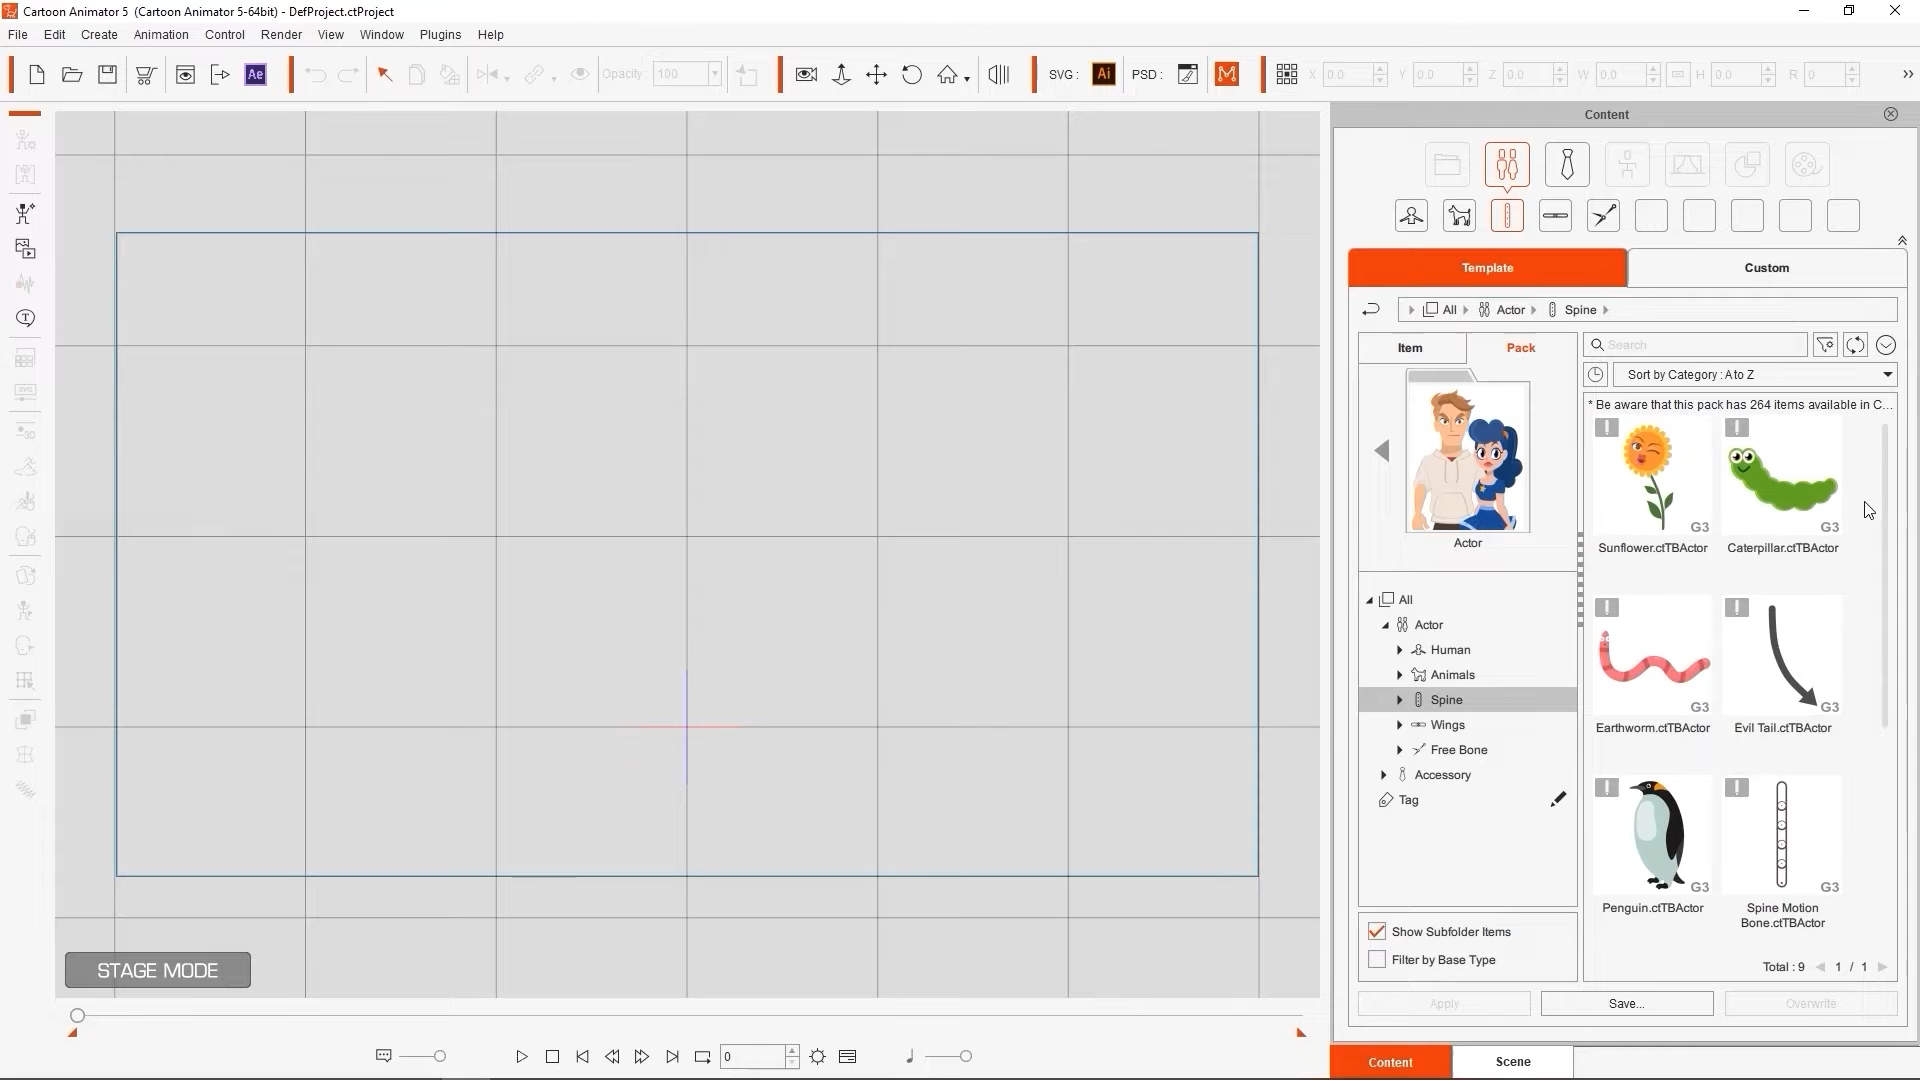 Cartoon Animator 5  (Cartoon Animator 5-64bit) - DefProject.ctProject
File Edit Create Animation Control Render View Window Plugins Help
Ae Opacity : 100 SVG : Ai PSD : X 0.0 Y 0.0 Z 0.0 W 0.0 H 0.0 R 0
Content
Template Custom
All Actor Spine
Item Pack Search
Sort by Category : A to Z
* Be aware that this pack has 264 items available in C...
G3 G3
Sunflower.ctTBActor Caterpillar.ctTBActor
Actor
All
Actor
Human
Animals
Spine
Wings
Free Bone
Accessory
Tag
G3 G3
Earthworm.ctTBActor Evil Tail.ctTBActor
G3 G3
Penguin.ctTBActor Spine Motion
Bone.ctTBActor
Show Subfolder Items
Filter by Base Type
Total : 9 1 / 1
STAGE MODE
Apply Save... Overwrite
0
Content Scene